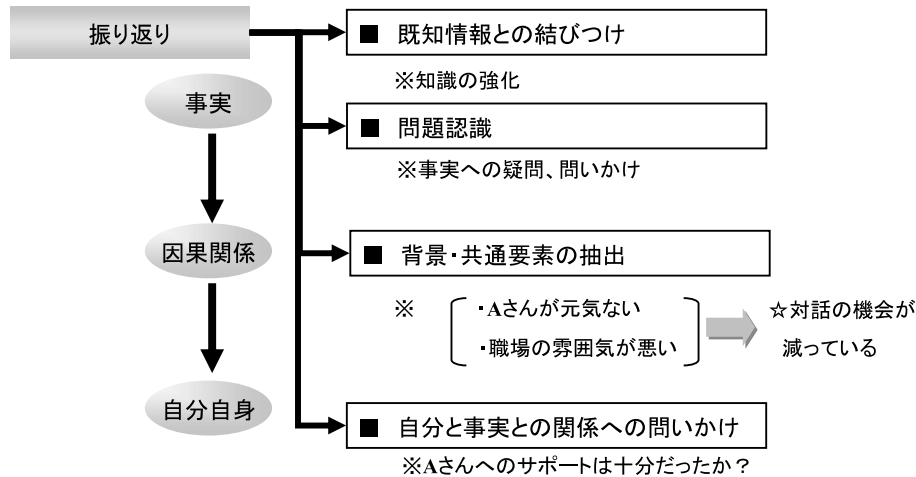 振り返り
■ 既知情報との結びつけ
※知識の強化
事実
■ 問題認識
※事実への疑問、問いかけ
因果関係
■ 背景・共通要素の抽出
※ ・Aさんが元気ない
・職場の雰囲気が悪い
☆対話の機会が
減っている
自分自身
■ 自分と事実との関係への問いかけ
※Aさんへのサポートは十分だったか？